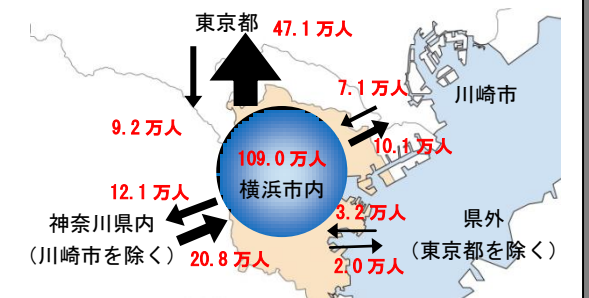 東京都
47.1万人
7.1万人
川崎市
9.2万人
10.1万人
109.0万人
横浜市内
12.1万人
3.2万人
神奈川県内
(川崎市を除く)
20.8万人
県外
(東京都を除く)
2.0万人